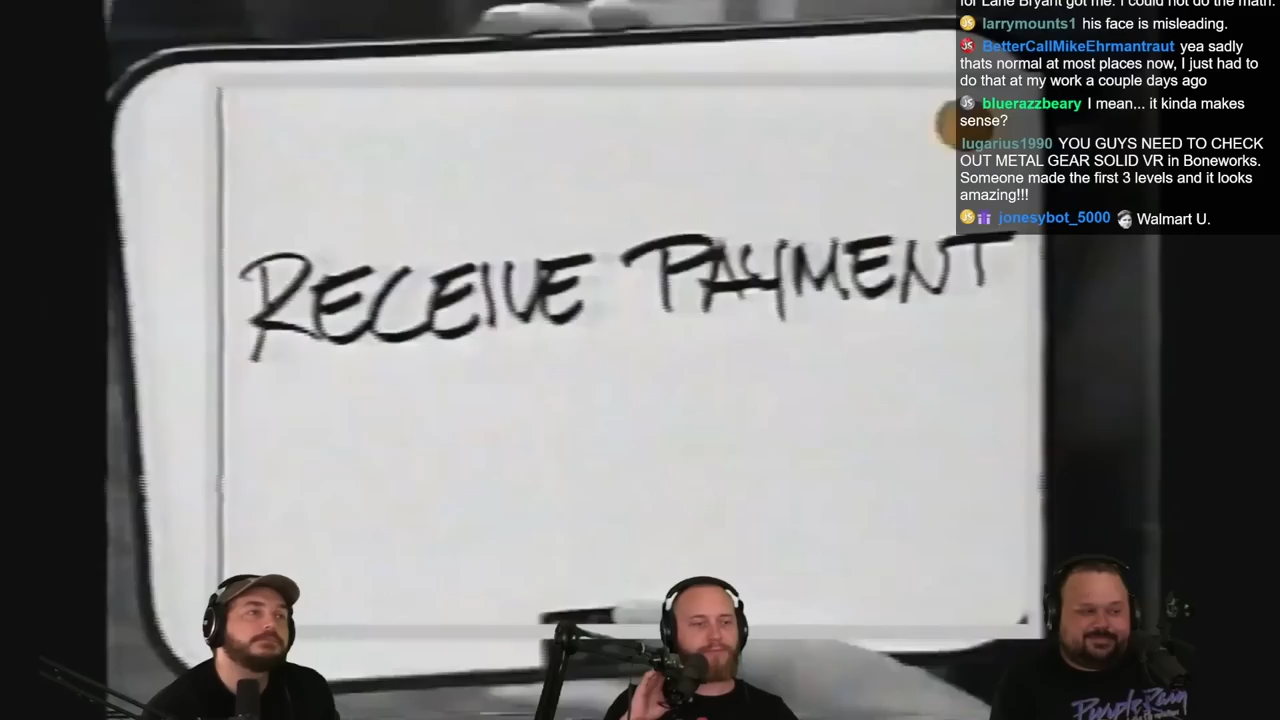 for Lane Bryant got me. I could not do the math.
larrymounts1 his face is misleading.
BetterCallMikeEhrmantraut yea sadly
thats normal at most places now, I just had to
do that at my work a couple days ago
bluerazzbeary I mean... it kinda makes
sense?
lugarius1990 YOU GUYS NEED TO CHECK
OUT METAL GEAR SOLID VR in Boneworks.
Someone made the first 3 levels and it looks
amazing!!!
jonesybot_5000 Walmart U.
RECEIVE PAYMENT
Purple Rain